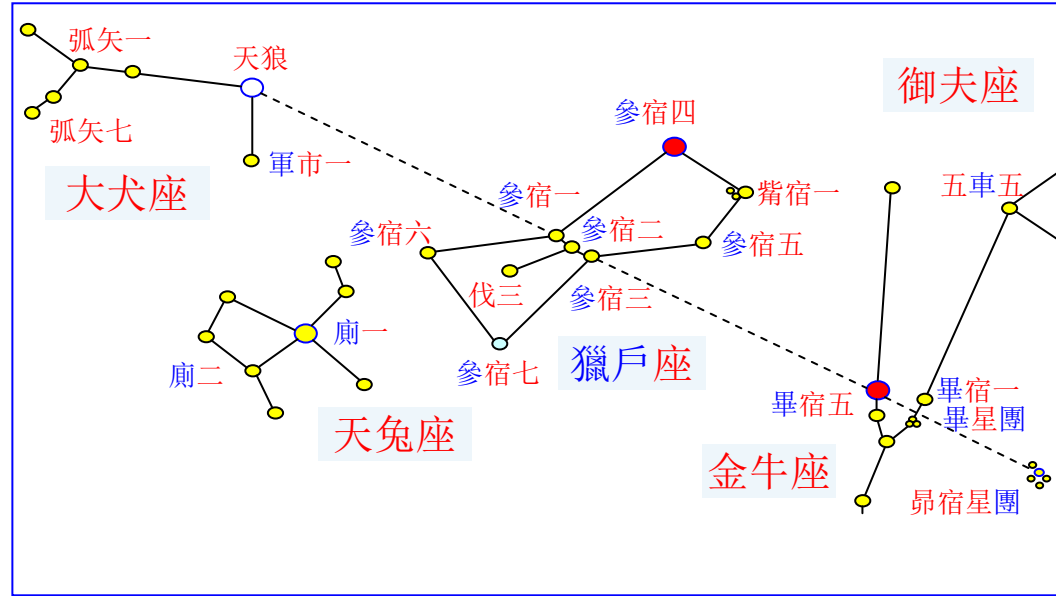 弧矢一
天狼
御夫座
參宿四
弧矢七
軍市一
大犬座
參宿一
觜宿一
五車五
參宿六
參宿二
參宿五
伐三
參宿三
廁一
廁二
參宿七
獵戶座
天兔座
畢宿五
畢宿一
畢星團
金牛座
昴宿星團